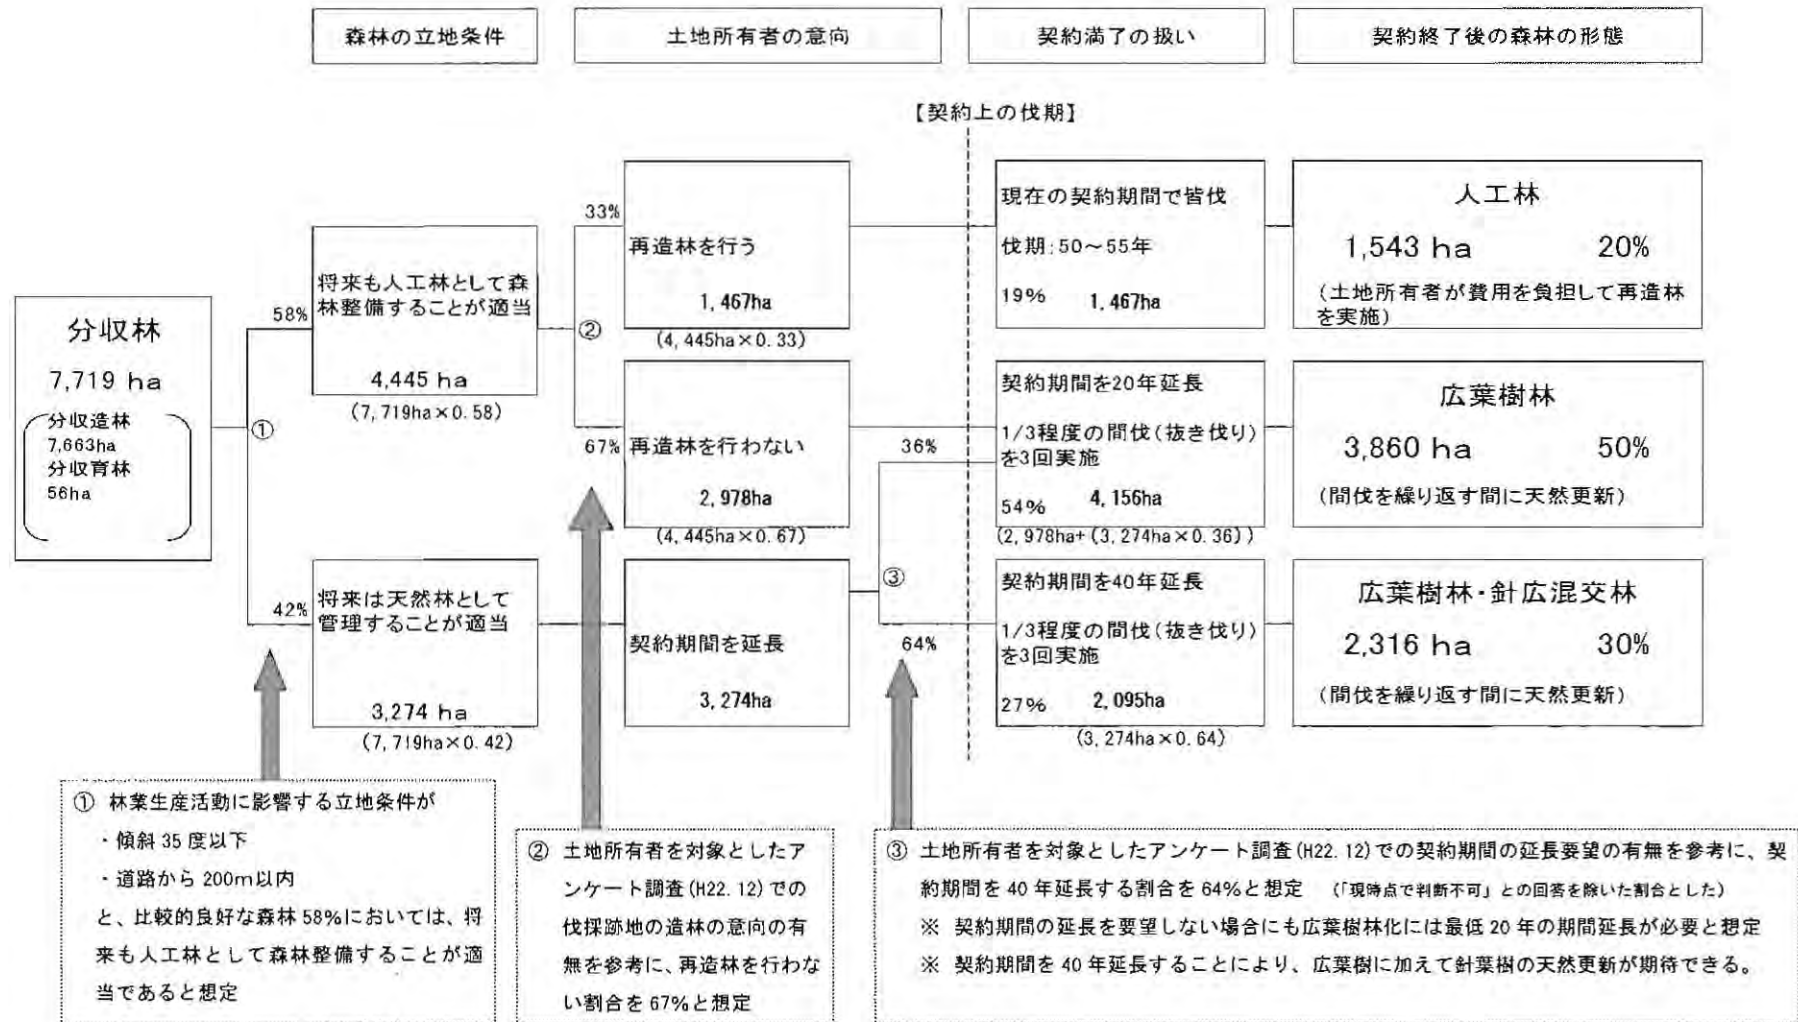 森林の立地条件
土地所有者の意向
契約満了の扱い
契約終了後の森林の形態
【契約上の伐期】
分収林
7,719 ha
分収造林
7,663ha
分収育林
56ha
①
58%
将来も人工林として森
林整備することが適当
4,445 ha
(7,719ha×0.58)
42%
将来は天然林として
管理することが適当
3,274 ha
(7,719ha×0.42)
②
33%
再造林を行う
1,467ha
(4,445ha×0.33)
67%
再造林を行わない
2,978ha
(4,445ha×0.67)
契約期間を延長
3,274ha
③
36%
64%
現在の契約期間で皆伐
伐期:50~55年
19% 1,467ha
契約期間を20年延長
1/3程度の間伐(抜き伐り)
を3回実施
54% 4,156ha
(2,978ha+(3,274ha×0.36))
契約期間を40年延長
1/3程度の間伐(抜き伐り)
を3回実施
27% 2,095ha
(3,274ha×0.64)
人工林
1,543 ha 20%
(土地所有者が費用を負担して再造林
を実施)
広葉樹林
3,860 ha 50%
(間伐を繰り返す間に天然更新)
広葉樹林・針広混交林
2,316 ha 30%
(間伐を繰り返す間に天然更新)
① 林業生産活動に影響する立地条件が
・傾斜 35 度以下
・道路から 200m以内
と、比較的良好な森林 58%においては、将
来も人工林として森林整備することが適
当であると想定
② 土地所有者を対象としたア
ンケート調査(H22.12)での
伐採跡地の造林の意向の有
無を参考に、再造林を行わな
い割合を 67%と想定
③ 土地所有者を対象としたアンケート調査(H22.12)での契約期間の延長要望の有無を参考に、契
約期間を 40 年延長する割合を 64%と想定 (「現時点で判断不可」との回答を除いた割合とした)
※ 契約期間の延長を要望しない場合にも広葉樹林化には最低 20 年の期間延長が必要と想定
※ 契約期間を 40 年延長することにより、広葉樹に加えて針葉樹の天然更新が期待できる。